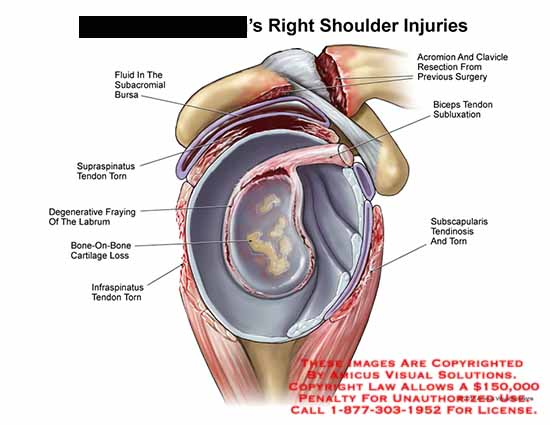 's Right Shoulder Injuries
Fluid In The
Subacromial
Bursa
Acromion And Clavicle
Resection From
Previous Surgery
Biceps Tendon
Subluxation
Supraspinatus
Tendon Torn
Degenerative Fraying
Of The Labrum
Bone-On-Bone
Cartilage Loss
Infraspinatus
Tendon Torn
Subscapularis
Tendinosis
And Torn
These Images Are Copyrighted
By Amicus Visual Solutions.
Copyright Law Allows A $150,000
Penalty For Unauthorized Use.
Call 1-877-303-1952 For License.